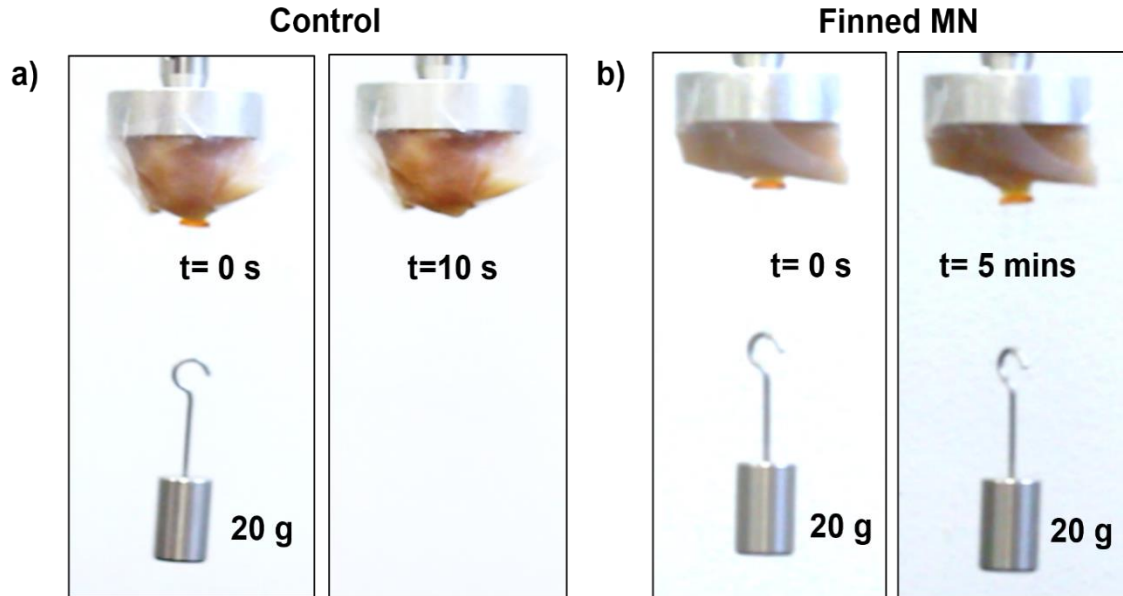 Control
Finned MN
a)
b)
t= 0 s
t=10 s
t= 0 s
t= 5 mins
20 g
20 g
20 g